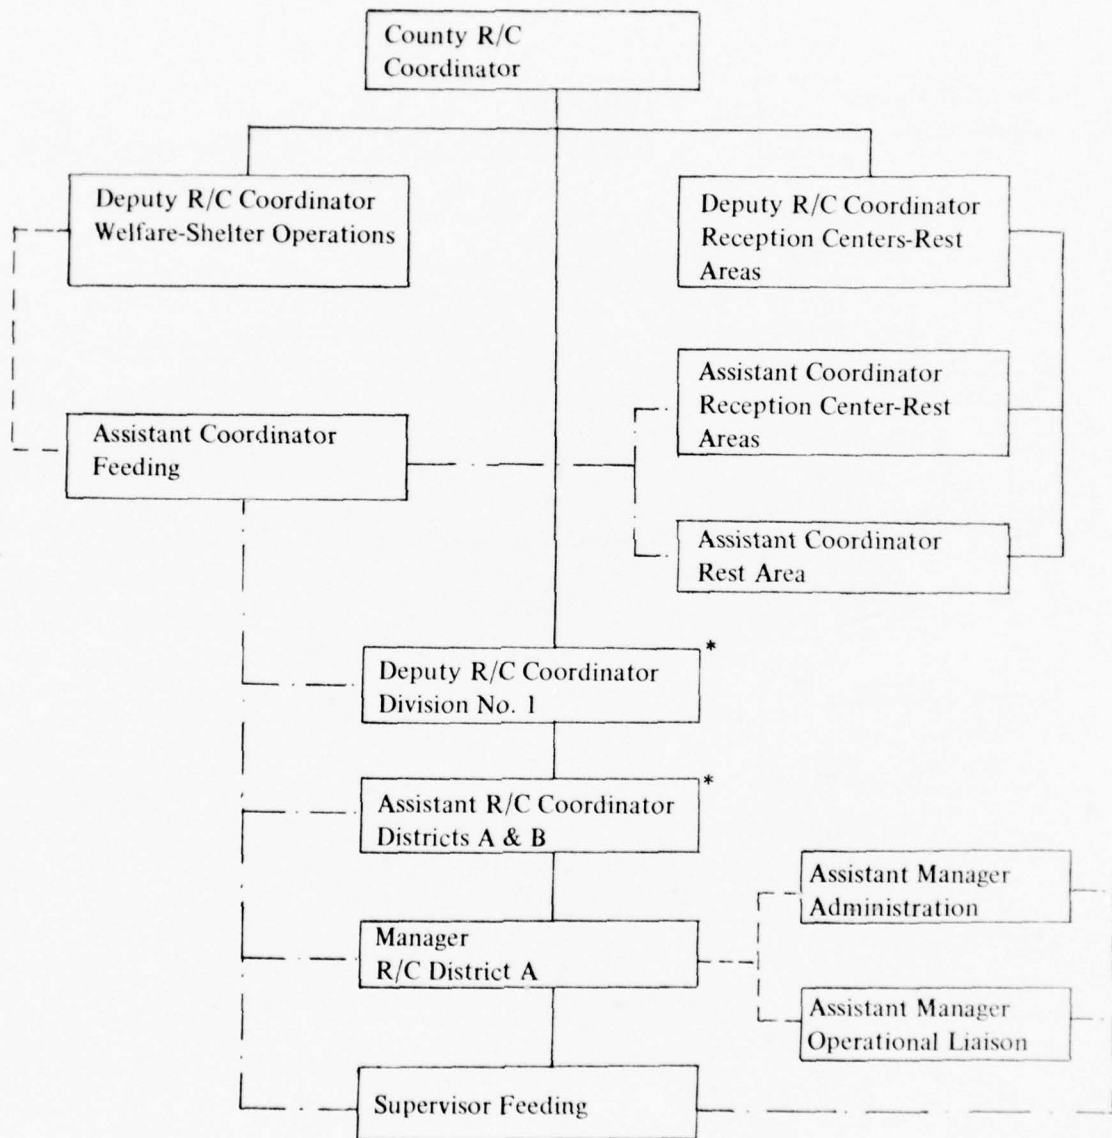 County R/C
Coordinator
Deputy R/C Coordinator
Welfare-Shelter Operations
Deputy R/C Coordinator
Reception Centers-Rest
Areas
Assistant Coordinator
Reception Center-Rest
Areas
Assistant Coordinator
Feeding
Assistant Coordinator
Rest Area
Deputy R/C Coordinator *
Division No. 1
Assistant R/C Coordinator *
Districts A & B
Assistant Manager
Administration
Manager
R/C District A
Assistant Manager
Operational Liaison
Supervisor Feeding